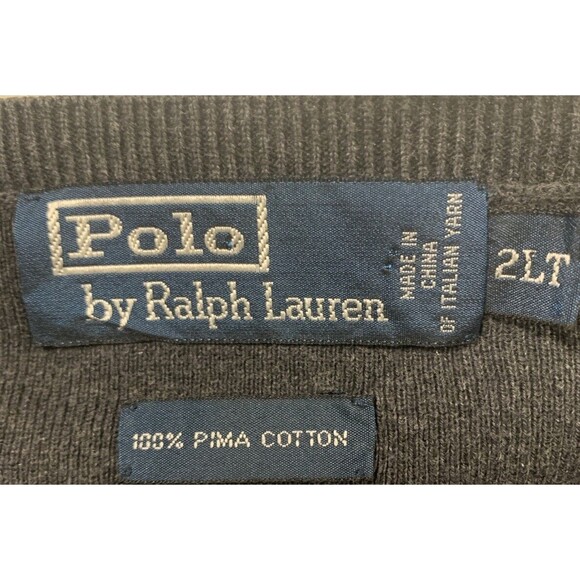 Polo
by Ralph Lauren
MADE IN
CHINA
OF ITALIAN YARN
2LT
100% PIMA COTTON